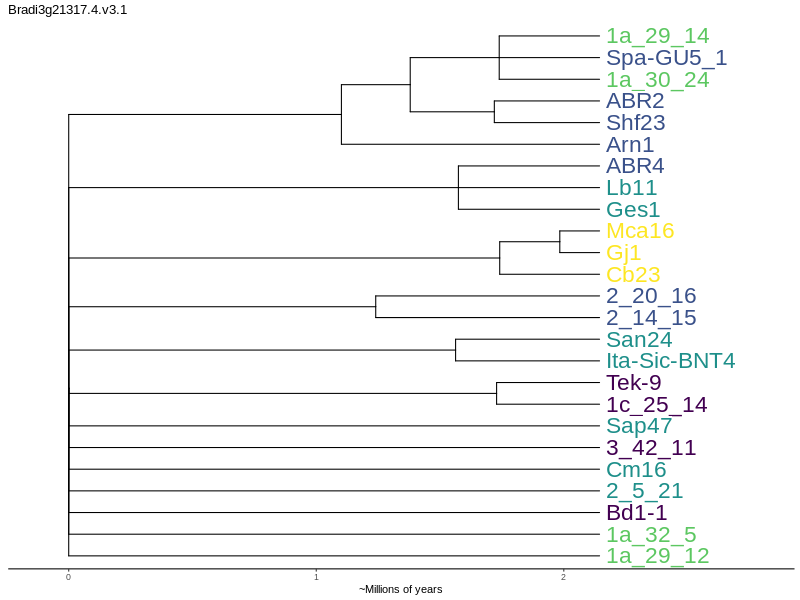 Bradi3g21317.4.v3.1
1a_29_14
Spa-GU5_1
1a_30_24
ABR2
Shf23
Arn1
ABR4
Lb11
Ges1
Mca16
Gj1
Cb23
2_20_16
2_14_15
San24
Ita-Sic-BNT4
Tek-9
1c_25_14
Sap47
3_42_11
Cm16
2_5_21
Bd1-1
1a_32_5
1a_29_12
0 1 2
~Millions of years